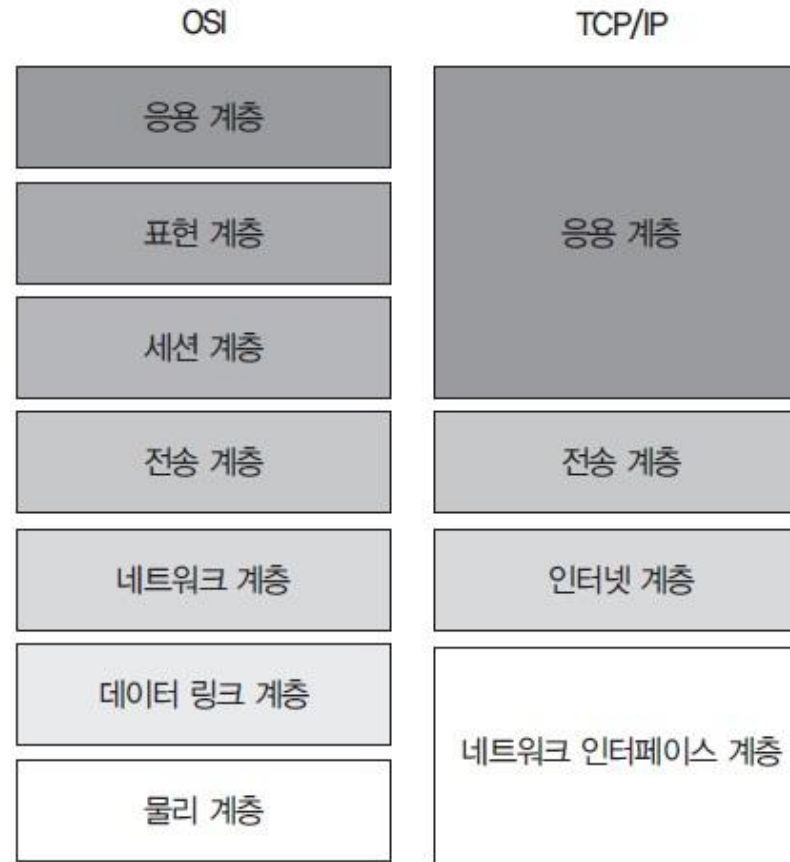 OSI
TCP/IP
응용 계층
표현 계층
세션 계층
전송 계층
네트워크 계층
데이터 링크 계층
물리 계층
응용 계층
전송 계층
인터넷 계층
네트워크 인터페이스 계층